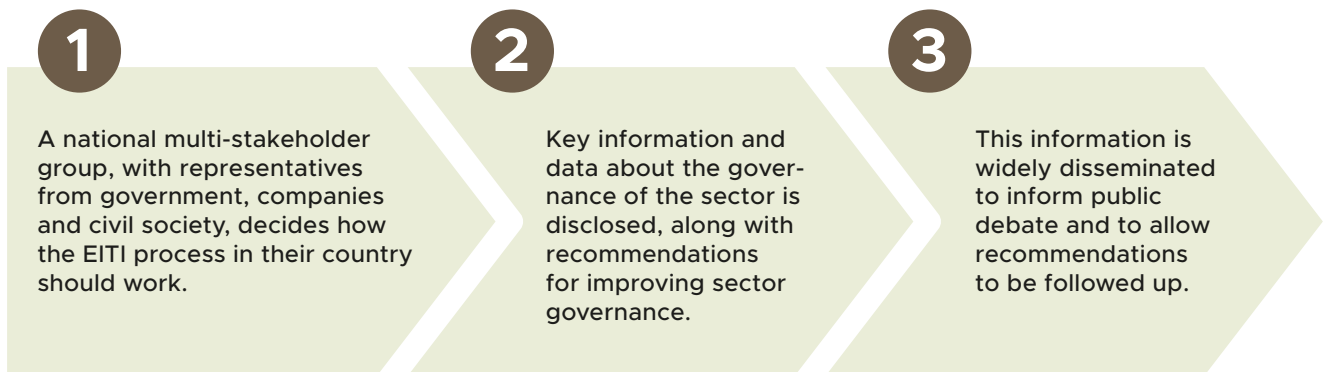 1
A national multi-stakeholder
group, with representatives
from government, companies
and civil society, decides how
the EITI process in their country
should work.
2
Key information and
data about the gover-
nance of the sector is
disclosed, along with
recommendations
for improving sector
governance.
3
This information is
widely disseminated
to inform public
debate and to allow
recommendations
to be followed up.